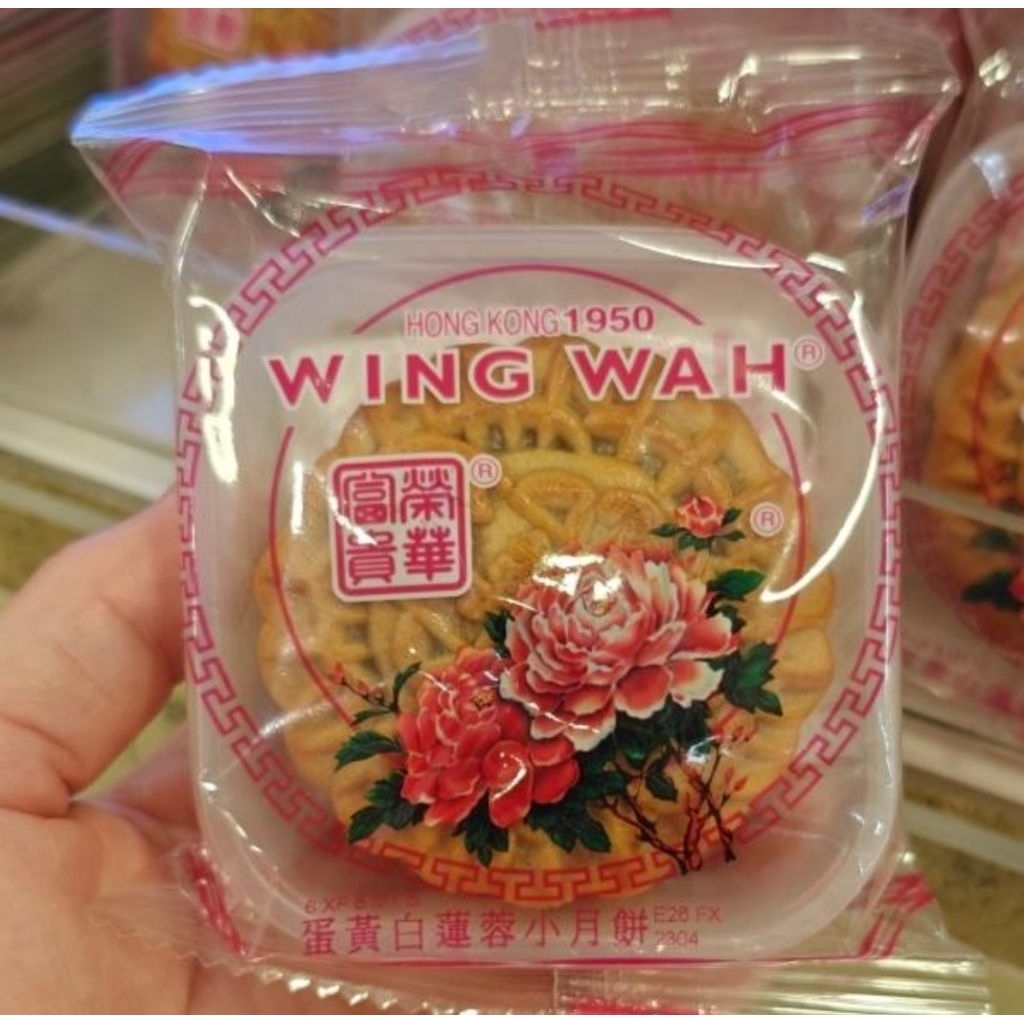 HONG KONG 1950
WING WAH®
榮華®
富貴
®
蛋黃白蓮蓉小月餅
E28 FX
2304